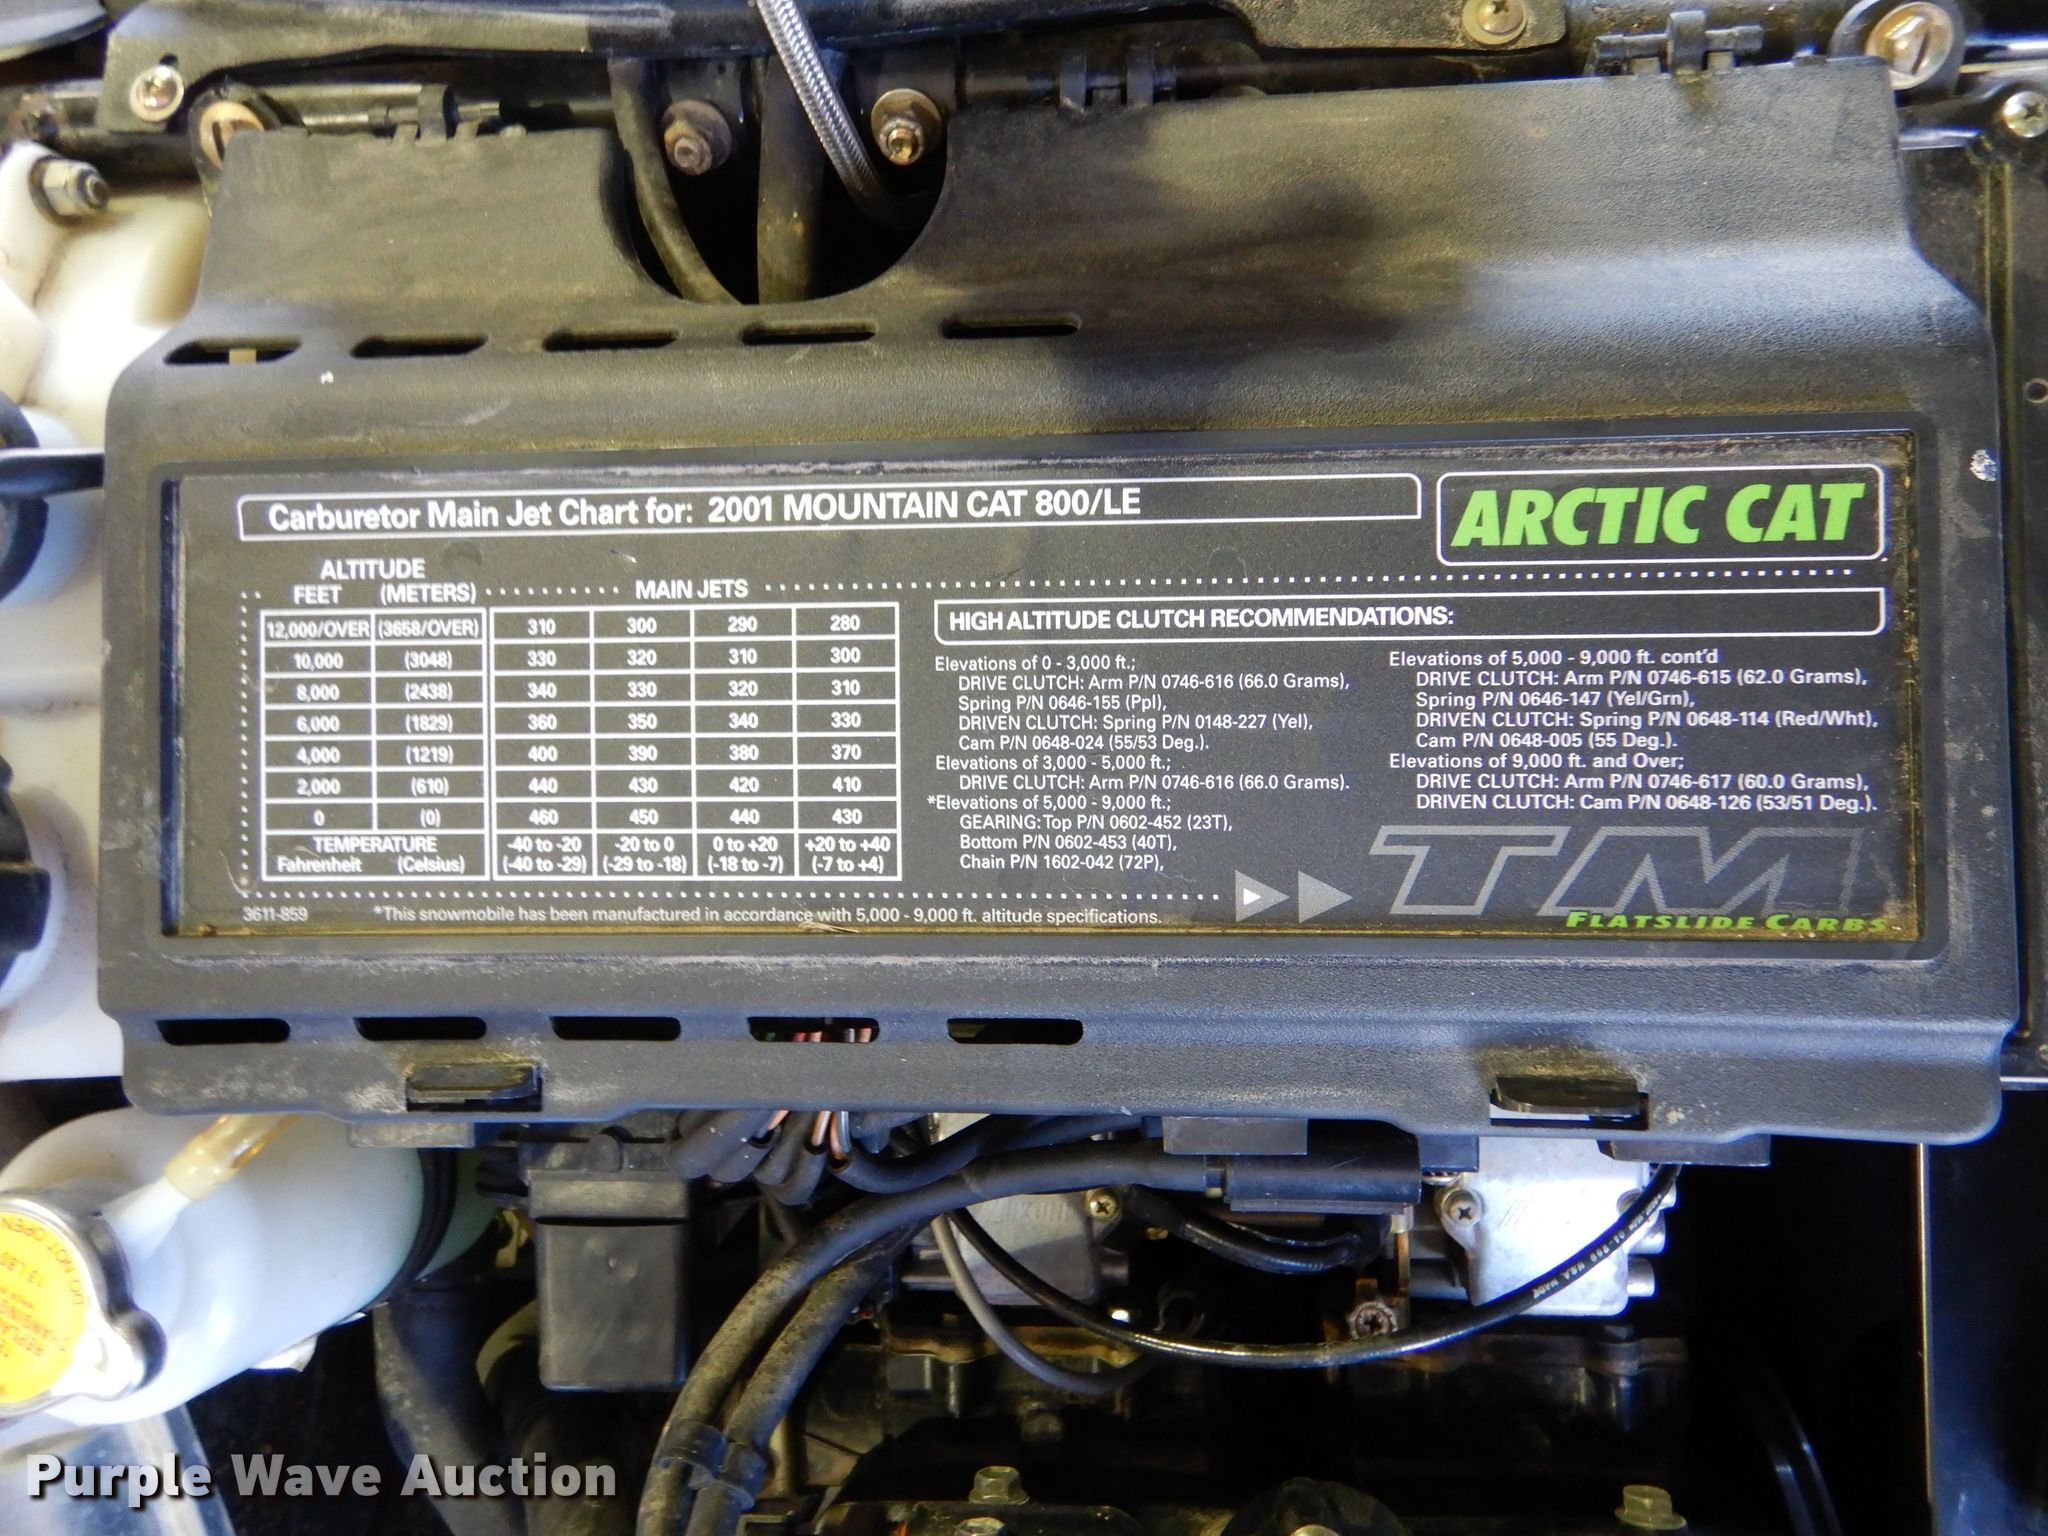 Carburetor Main Jet Chart for: 2001 MOUNTAIN CAT 800/LE
ARCTIC CAT
ALTITUDE
FEET (METERS)
MAIN JETS
12,000/OVER (3658/OVER) 310 300 290 280
10,000 (3048) 330 320 310 300
8,000 (2438) 340 330 320 310
6,000 (1829) 360 350 340 330
4,000 (1219) 400 390 380 370
2,000 (610) 440 430 420 410
0 (0) 460 450 440 430
TEMPERATURE -40 to -20 -20 to 0 0 to +20 +20 to +40
Fahrenheit (Celsius) (-40 to -29) (-29 to -18) (-18 to -7) (-7 to +4)
HIGH ALTITUDE CLUTCH RECOMMENDATIONS:
Elevations of 0 - 3,000 ft.;
DRIVE CLUTCH: Arm P/N 0746-616 (66.0 Grams),
Spring P/N 0646-155 (Ppl),
DRIVEN CLUTCH: Spring P/N 0148-227 (Yel),
Cam P/N 0648-024 (55/53 Deg.).
Elevations of 3,000 - 5,000 ft.;
DRIVE CLUTCH: Arm P/N 0746-616 (66.0 Grams).
*Elevations of 5,000 - 9,000 ft.;
GEARING: Top P/N 0602-452 (23T),
Bottom P/N 0602-453 (40T),
Chain P/N 1602-042 (72P),
Elevations of 5,000 - 9,000 ft. cont'd
DRIVE CLUTCH: Arm P/N 0746-615 (62.0 Grams),
Spring P/N 0646-147 (Yel/Grn),
DRIVEN CLUTCH: Spring P/N 0648-114 (Red/Wht),
Cam P/N 0648-005 (55 Deg.).
Elevations of 9,000 ft. and Over;
DRIVE CLUTCH: Arm P/N 0746-617 (60.0 Grams),
DRIVEN CLUTCH: Cam P/N 0648-126 (53/51 Deg.).
TM
FLATSLIDE CARBS
3611-859
*This snowmobile has been manufactured in accordance with 5,000 - 9,000 ft. altitude specifications.
DO NOT OPEN
13 LBS
Purple Wave Auction